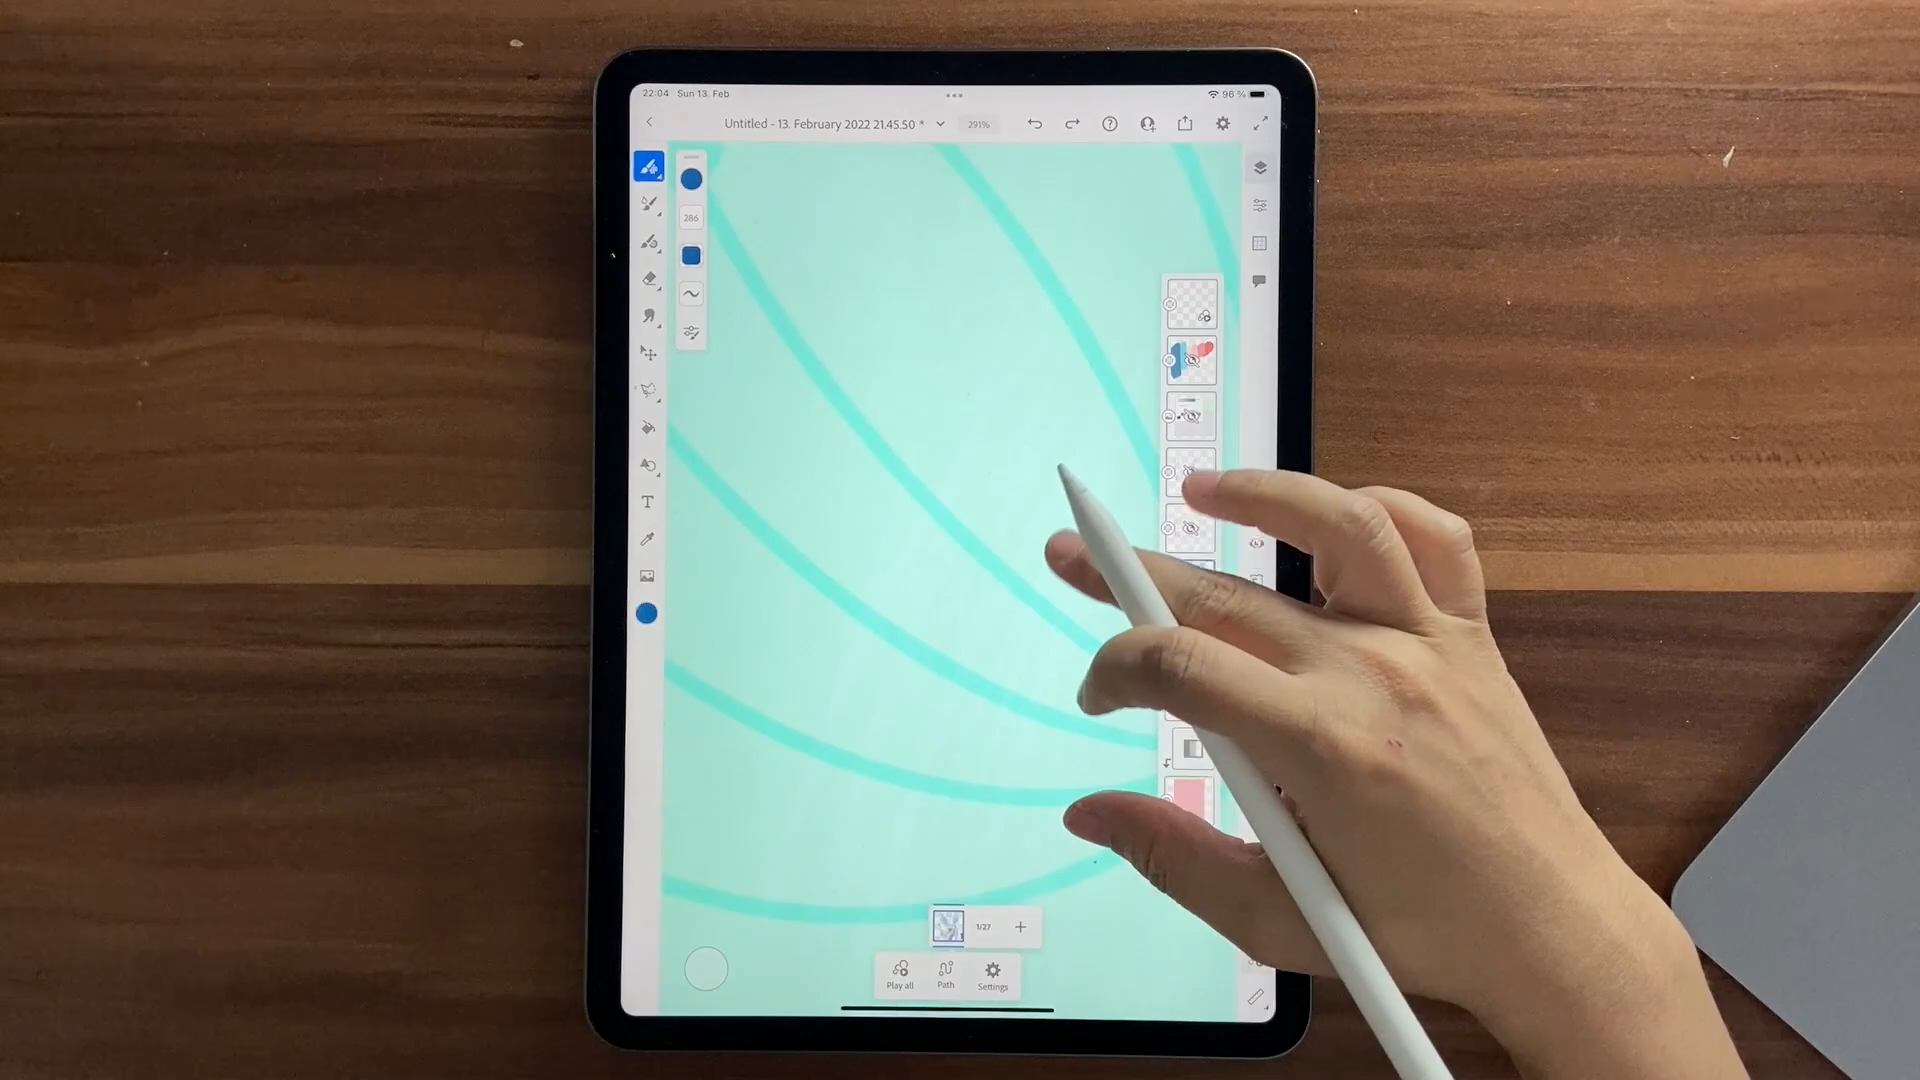 22:04 Sun 13. Feb
96 %
Untitled - 13. February 2022 21.45.50 *
291%
286
T
1/27
Play all
Path
Settings